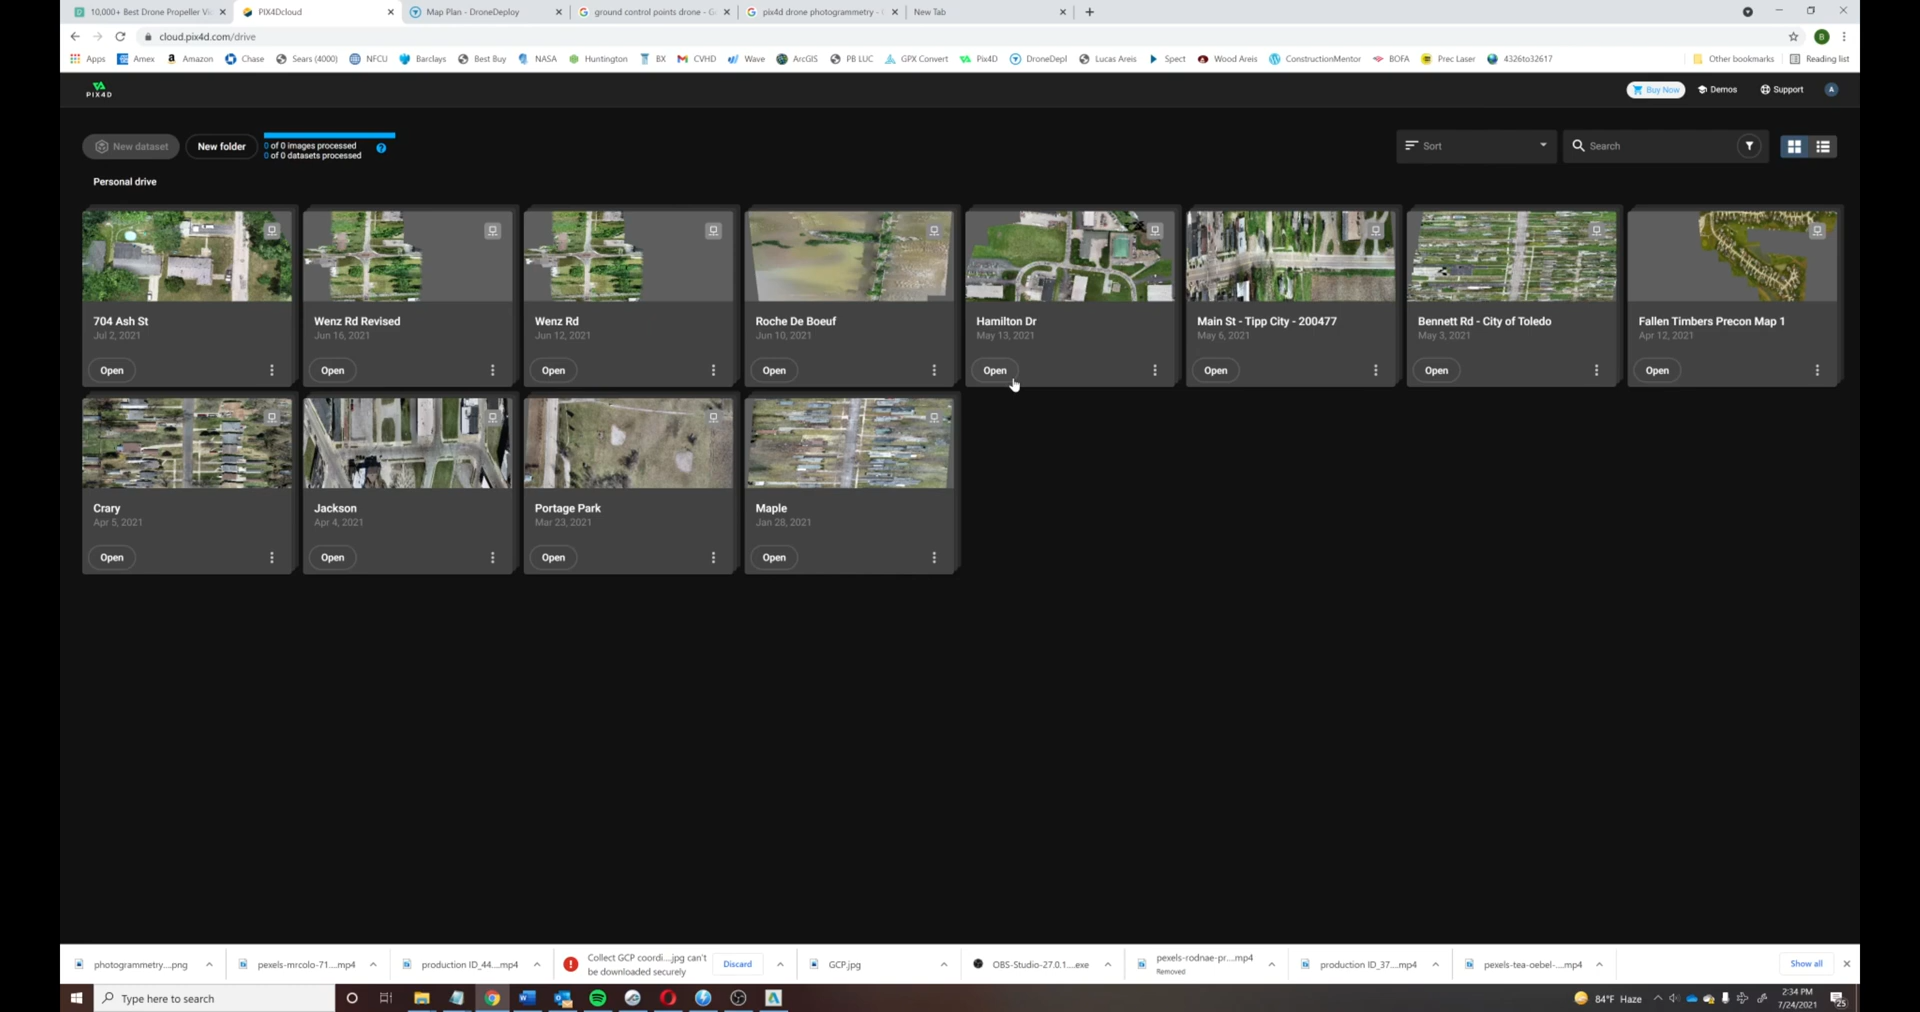 10,000+ Best Drone Propeller Vi
PIX4Dcloud
Map Plan - DroneDeploy
ground control points drone - G
pix4d drone photogrammetry -
New Tab
cloud.pix4d.com/drive
B
Apps Amex Amazon Chase Sears (4000) NFCU Barclays Best Buy NASA Huntington BX CVHD Wave ArcGIS PB LUC GPX Convert Pix4D DroneDepl Lucas Areis Spect Wood Areis ConstructionMentor BOFA Prec Laser 4326to32617 Other bookmarks Reading list
PIX4D
Buy Now Demos Support A
New dataset New folder
0 of 0 images processed
0 of 0 datasets processed
?
Sort Search
Personal drive
704 Ash St
Jul 2, 2021
Open
Wenz Rd Revised
Jun 16, 2021
Open
Wenz Rd
Jun 12, 2021
Open
Roche De Boeuf
Jun 10, 2021
Open
Hamilton Dr
May 13, 2021
Open
Main St - Tipp City - 200477
May 6, 2021
Open
Bennett Rd - City of Toledo
May 3, 2021
Open
Fallen Timbers Precon Map 1
Apr 12, 2021
Open
Crary
Apr 5, 2021
Open
Jackson
Apr 4, 2021
Open
Portage Park
Mar 23, 2021
Open
Maple
Jan 28, 2021
Open
photogrammetry....png
pexels-mrcolo-71....mp4
production ID_44....mp4
Collect GCP coordi....jpg can't
be downloaded securely
Discard
GCP.jpg
OBS-Studio-27.0.1....exe
pexels-rodnae-pr....mp4
Removed
production ID_37....mp4
pexels-tea-oebel-....mp4
Show all
Type here to search
84°F Haze
2:34 PM
7/24/2021
25